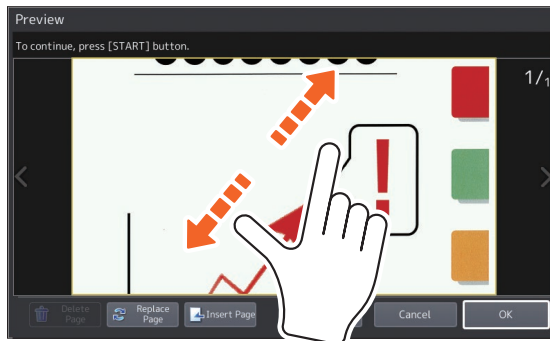 Preview
To continue, press [START] button.
1/1
Delete
Page
Replace
Page
Insert Page
Cancel
OK